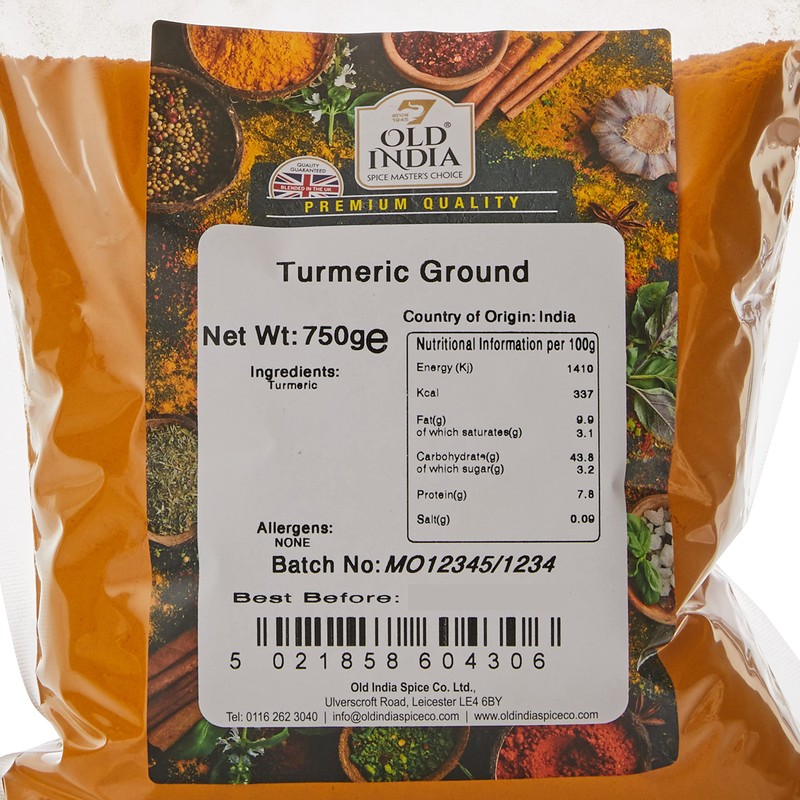 SINCE
1945
OLD®
INDIA
SPICE MASTER'S CHOICE
QUALITY
GUARANTEED
BLENDED IN THE UK
PREMIUM QUALITY
Turmeric Ground
Country of Origin: India
Net Wt: 750ge
Nutritional Information per 100g
Energy (Kj) 1410
Kcal 337
Fat(g) 9.9
of which saturates(g) 3.1
Carbohydrate(g) 43.8
of which sugar(g) 3.2
Protein(g) 7.8
Salt(g) 0.09
Ingredients:
Turmeric
Allergens:
NONE
Batch No: MO12345/1234
Best Before:
5 021858 604306
Old India Spice Co. Ltd.,
Ulverscroft Road, Leicester LE4 6BY
Tel: 0116 262 3040 | info@oldindiaspiceco.com | www.oldindiaspiceco.com